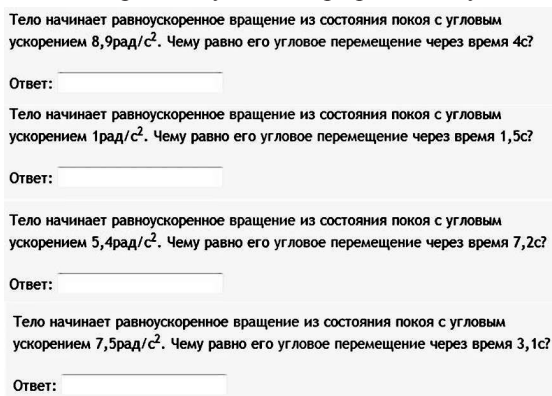 Тело начинает равноускоренное вращение из состояния покоя с угловым
ускорением 8,9рад/с². Чему равно его угловое перемещение через время 4с?
Ответ:
Тело начинает равноускоренное вращение из состояния покоя с угловым
ускорением 1рад/с². Чему равно его угловое перемещение через время 1,5с?
Ответ:
Тело начинает равноускоренное вращение из состояния покоя с угловым
ускорением 5,4рад/с². Чему равно его угловое перемещение через время 7,2с?
Ответ:
Тело начинает равноускоренное вращение из состояния покоя с угловым
ускорением 7,5рад/с². Чему равно его угловое перемещение через время 3,1с?
Ответ: